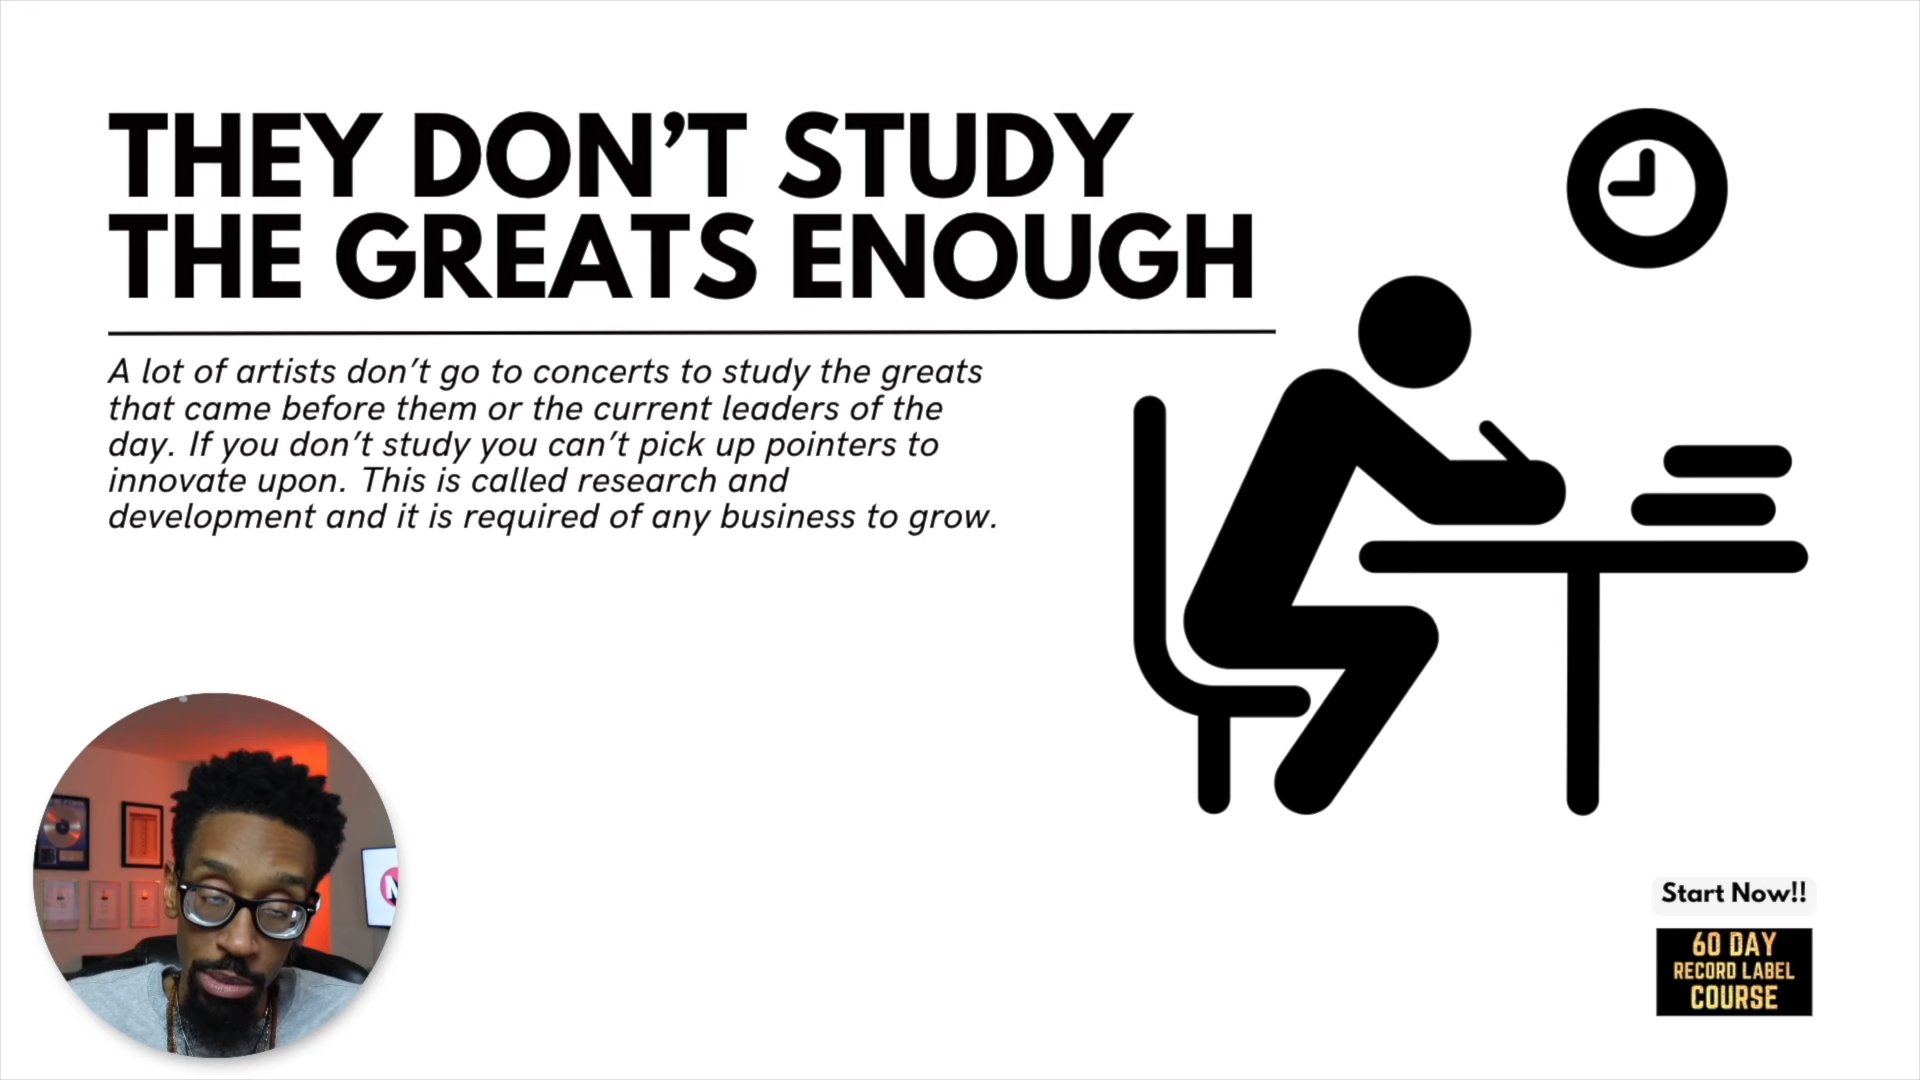 THEY DON’T STUDY
THE GREATS ENOUGH
A lot of artists don’t go to concerts to study the greats
that came before them or the current leaders of the
day. If you don’t study you can’t pick up pointers to
innovate upon. This is called research and
development and it is required of any business to grow.
Start Now!!
60 DAY
RECORD LABEL
COURSE